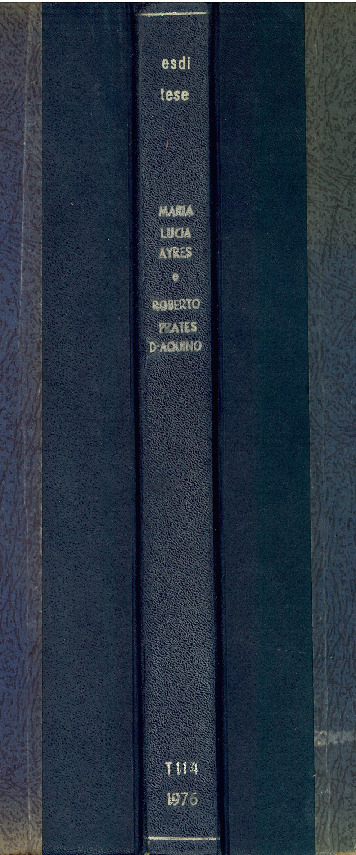 esdi
tese
MARIA
LUCIA
AYRES
e
ROBERTO
PRATES
D'AQUINO
T114
1976